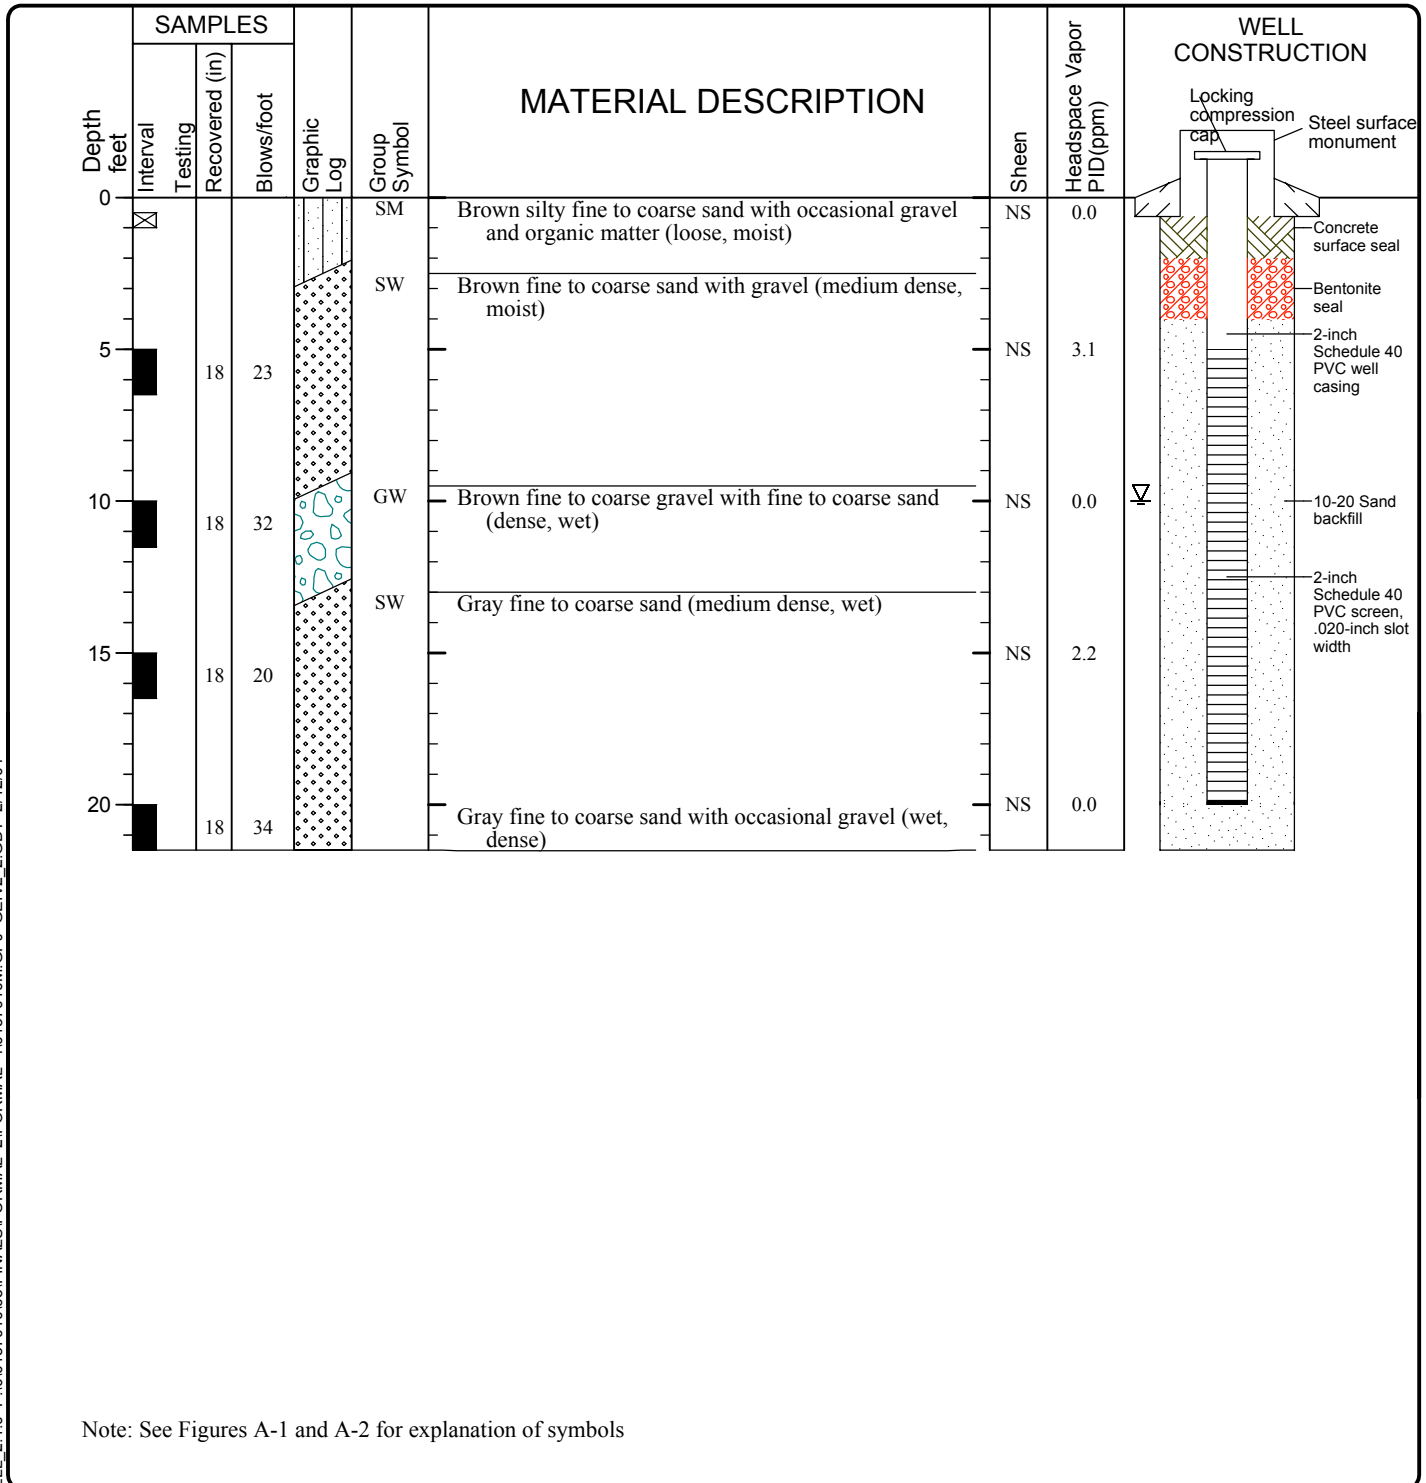 SAMPLES
WELL
CONSTRUCTION
MATERIAL DESCRIPTION
Depth
feet
Interval
Testing
Recovered (in)
Blows/foot
Graphic
Log
Group
Symbol
Sheen
Headspace Vapor
PID(ppm)
Locking
compression
cap
Steel surface
monument
0
SM
Brown silty fine to coarse sand with occasional gravel
and organic matter (loose, moist)
NS
0.0
Concrete
surface seal
SW
Brown fine to coarse sand with gravel (medium dense,
moist)
Bentonite
seal
2-inch
Schedule 40
PVC well
casing
5
18
23
NS
3.1
10
18
32
GW
Brown fine to coarse gravel with fine to coarse sand
(dense, wet)
NS
0.0
10-20 Sand
backfill
2-inch
Schedule 40
PVC screen,
.020-inch slot
width
SW
Gray fine to coarse sand (medium dense, wet)
15
18
20
NS
2.2
20
18
34
Gray fine to coarse sand with occasional gravel (wet,
dense)
NS
0.0
Note: See Figures A-1 and A-2 for explanation of symbols